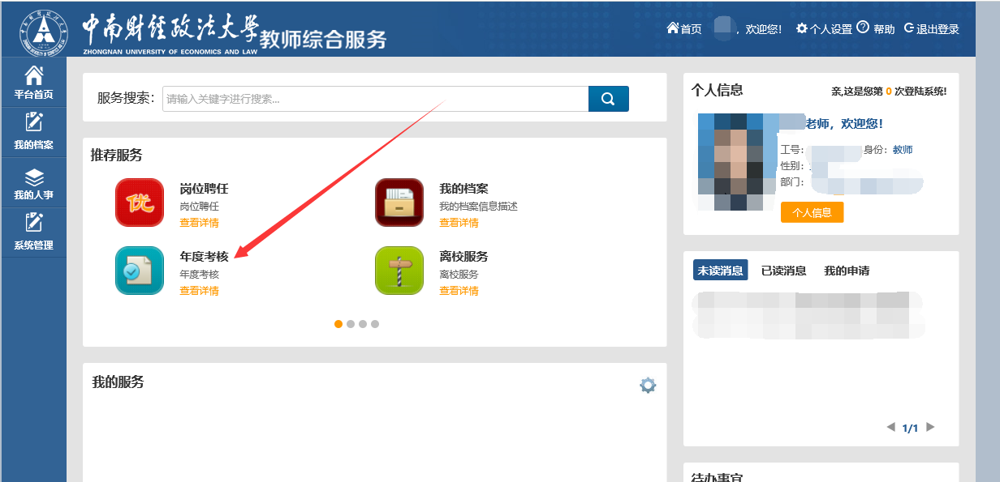 中南财经政法大学
ZHONGNAN UNIVERSITY OF ECONOMICS AND LAW
教师综合服务
首页
，欢迎您!
个人设置
帮助
退出登录
平台首页
我的档案
我的人事
系统管理
服务搜索：
请输入关键字进行搜索...
推荐服务
优
岗位聘任
岗位聘任
查看详情
我的档案
我的档案信息描述
查看详情
年度考核
年度考核
查看详情
离校服务
离校服务
查看详情
我的服务
个人信息
亲,这是您第 0 次登陆系统!
老师，欢迎您!
工号：
身份：教师
性别：
部门：
个人信息
未读消息
已读消息
我的申请
1/1
待办事宜